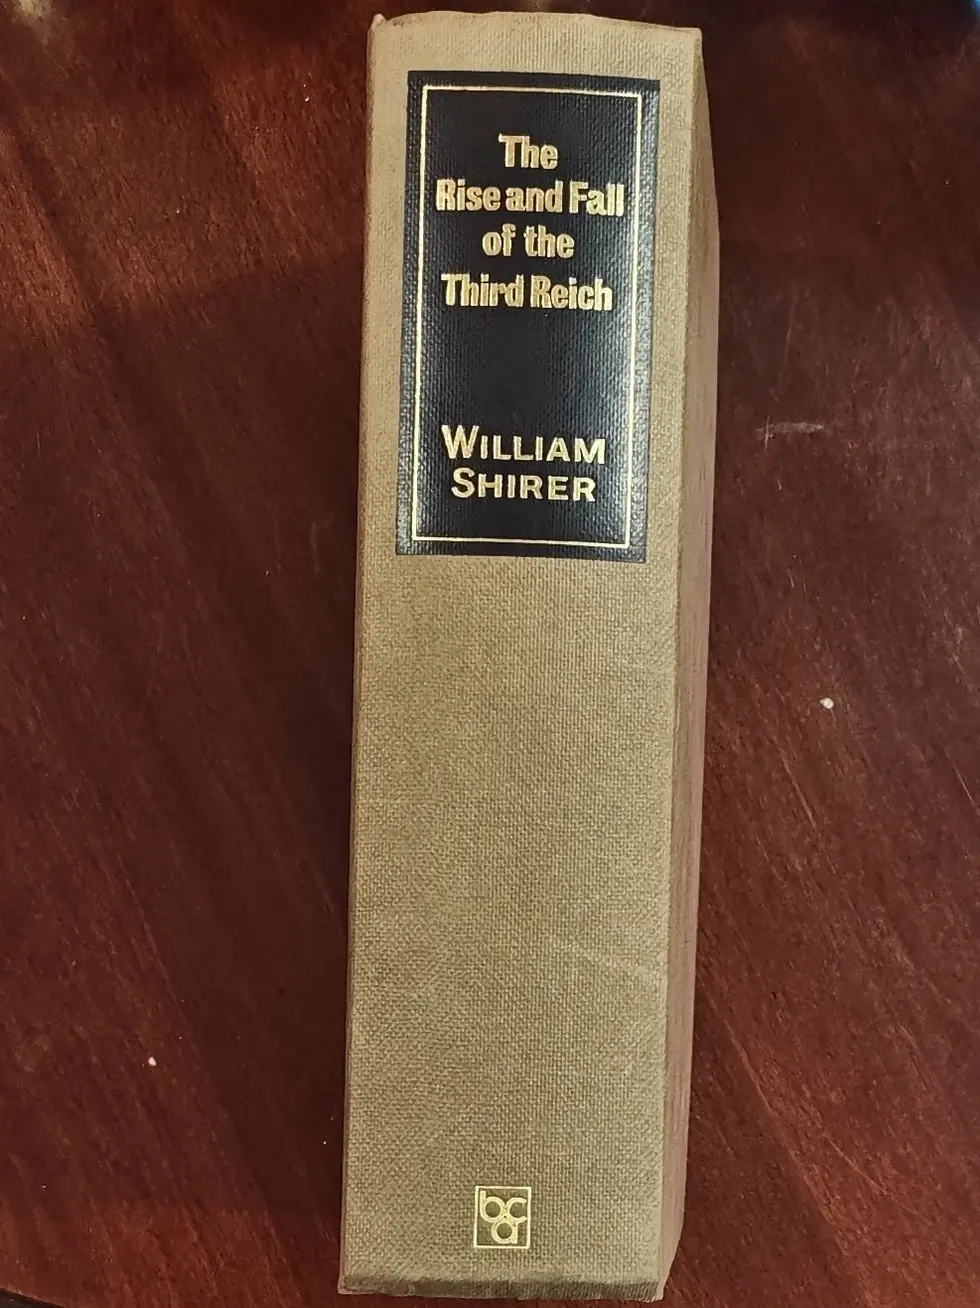 The
Rise and Fall
of the
Third Reich
WILLIAM
SHIRER
bca